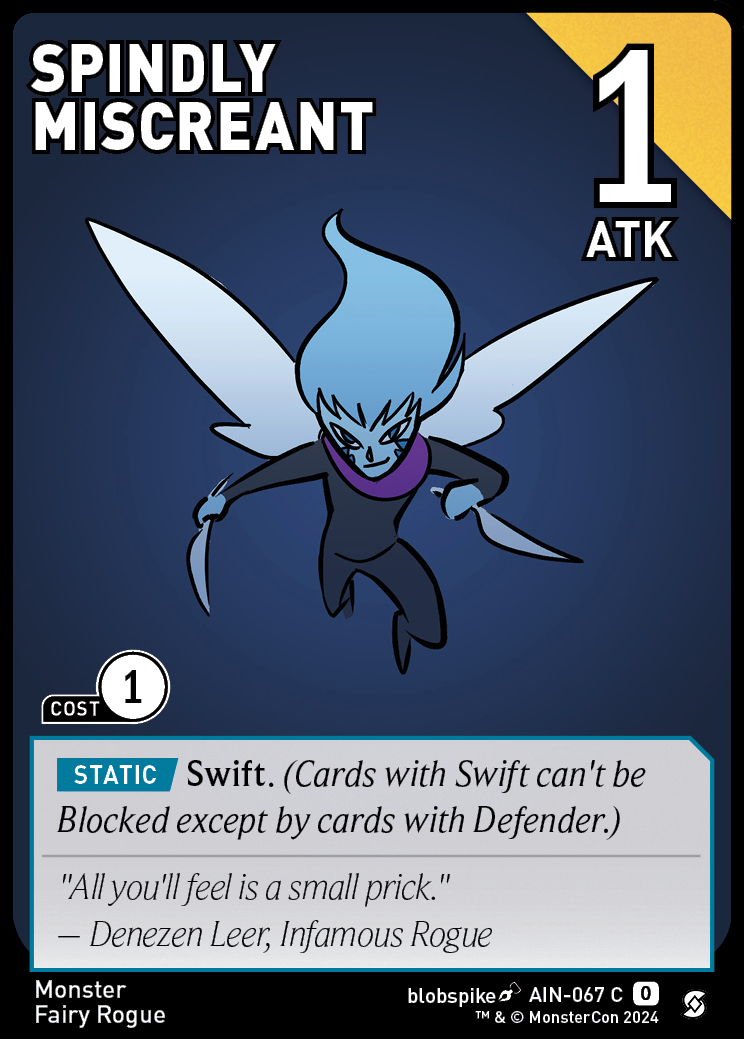 SPINDLY
MISCREANT
1
ATK
COST 1
STATIC Swift. (Cards with Swift can't be
Blocked except by cards with Defender.)
"All you'll feel is a small prick."
— Denezen Leer, Infamous Rogue
Monster
Fairy Rogue
blobspike AIN-067 C 0
™ & © MonsterCon 2024